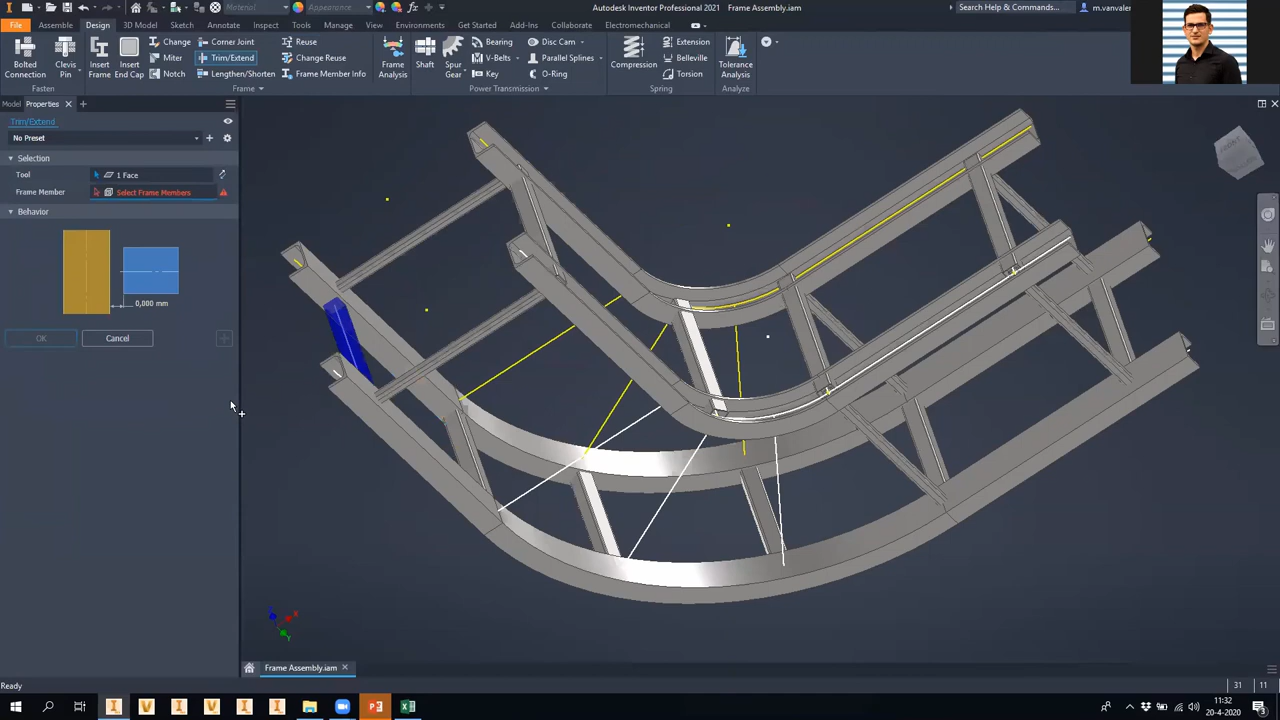 Material
Appearance
Autodesk Inventor Professional 2021 Frame Assembly.iam
Search Help & Commands...
m.vanvaler
File Assemble Design 3D Model Sketch Annotate Inspect Tools Manage View Environments Get Started Add-Ins Collaborate Electromechanical
Bolted Connection
Clevis Pin
Insert Frame
Insert End Cap
Change
Miter
Notch
Corner Joint
Trim/Extend
Lengthen/Shorten
Reuse
Change Reuse
Frame Member Info
Frame Analysis
Shaft
Spur Gear
Bearing
V-Belts
Key
Disc Cam
Parallel Splines
O-Ring
Compression
Extension
Belleville
Torsion
Tolerance Analysis
Fasten Frame Power Transmission Spring Analyze
Model Properties
Trim/Extend
No Preset
Selection
Tool 1 Face
Frame Member Select Frame Members
Behavior
0,000 mm
OK Cancel
Frame Assembly.iam
Ready 31 11
11:32
20-4-2020